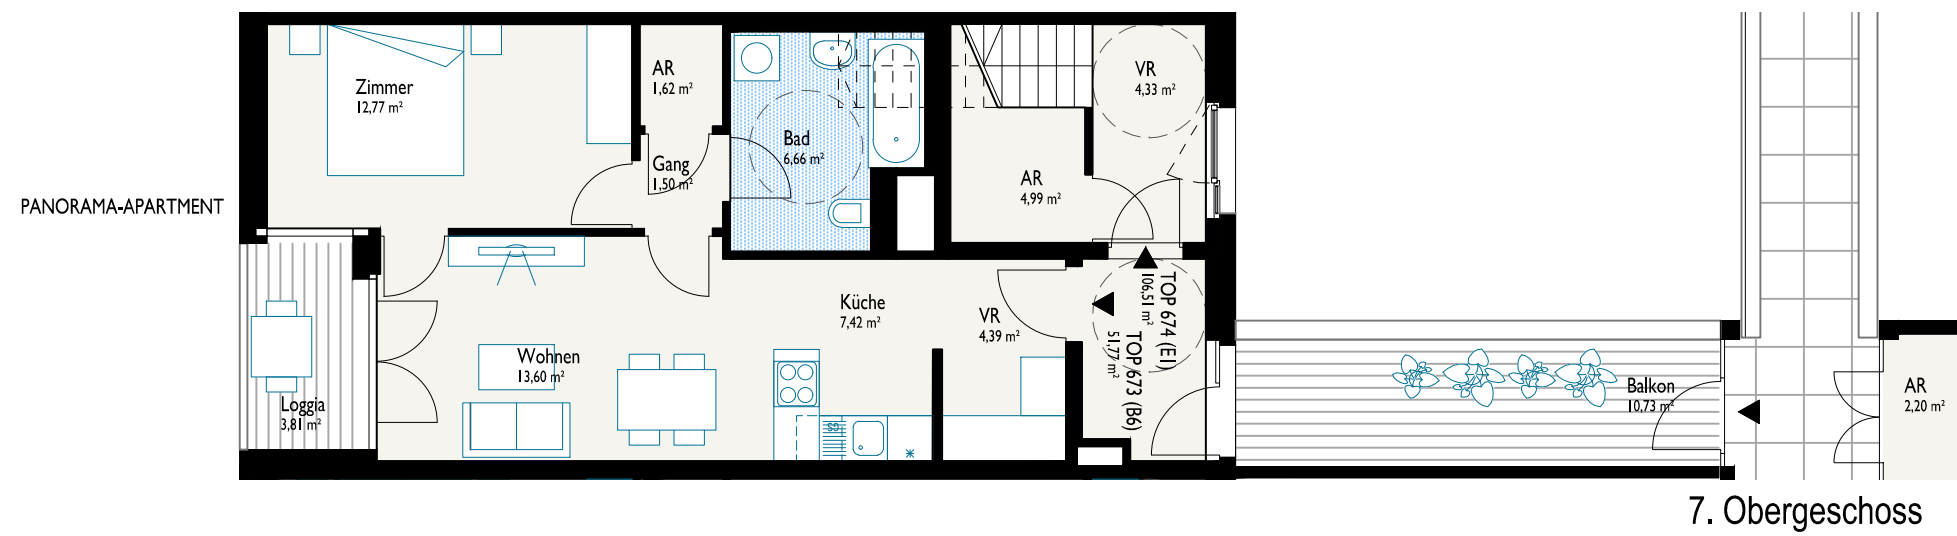 Zimmer
12,77 m²
AR
1,62 m²
Gang
1,50 m²
Bad
6,66 m²
VR
4,33 m²
AR
4,99 m²
PANORAMA-APARTMENT
Küche
7,42 m²
VR
4,39 m²
TOP 674 (E1)
106,51 m²
TOP 673 (B6)
51,77 m²
Wohnen
13,60 m²
Loggia
3,81 m²
Balkon
10,73 m²
AR
2,20 m²
7. Obergeschoss